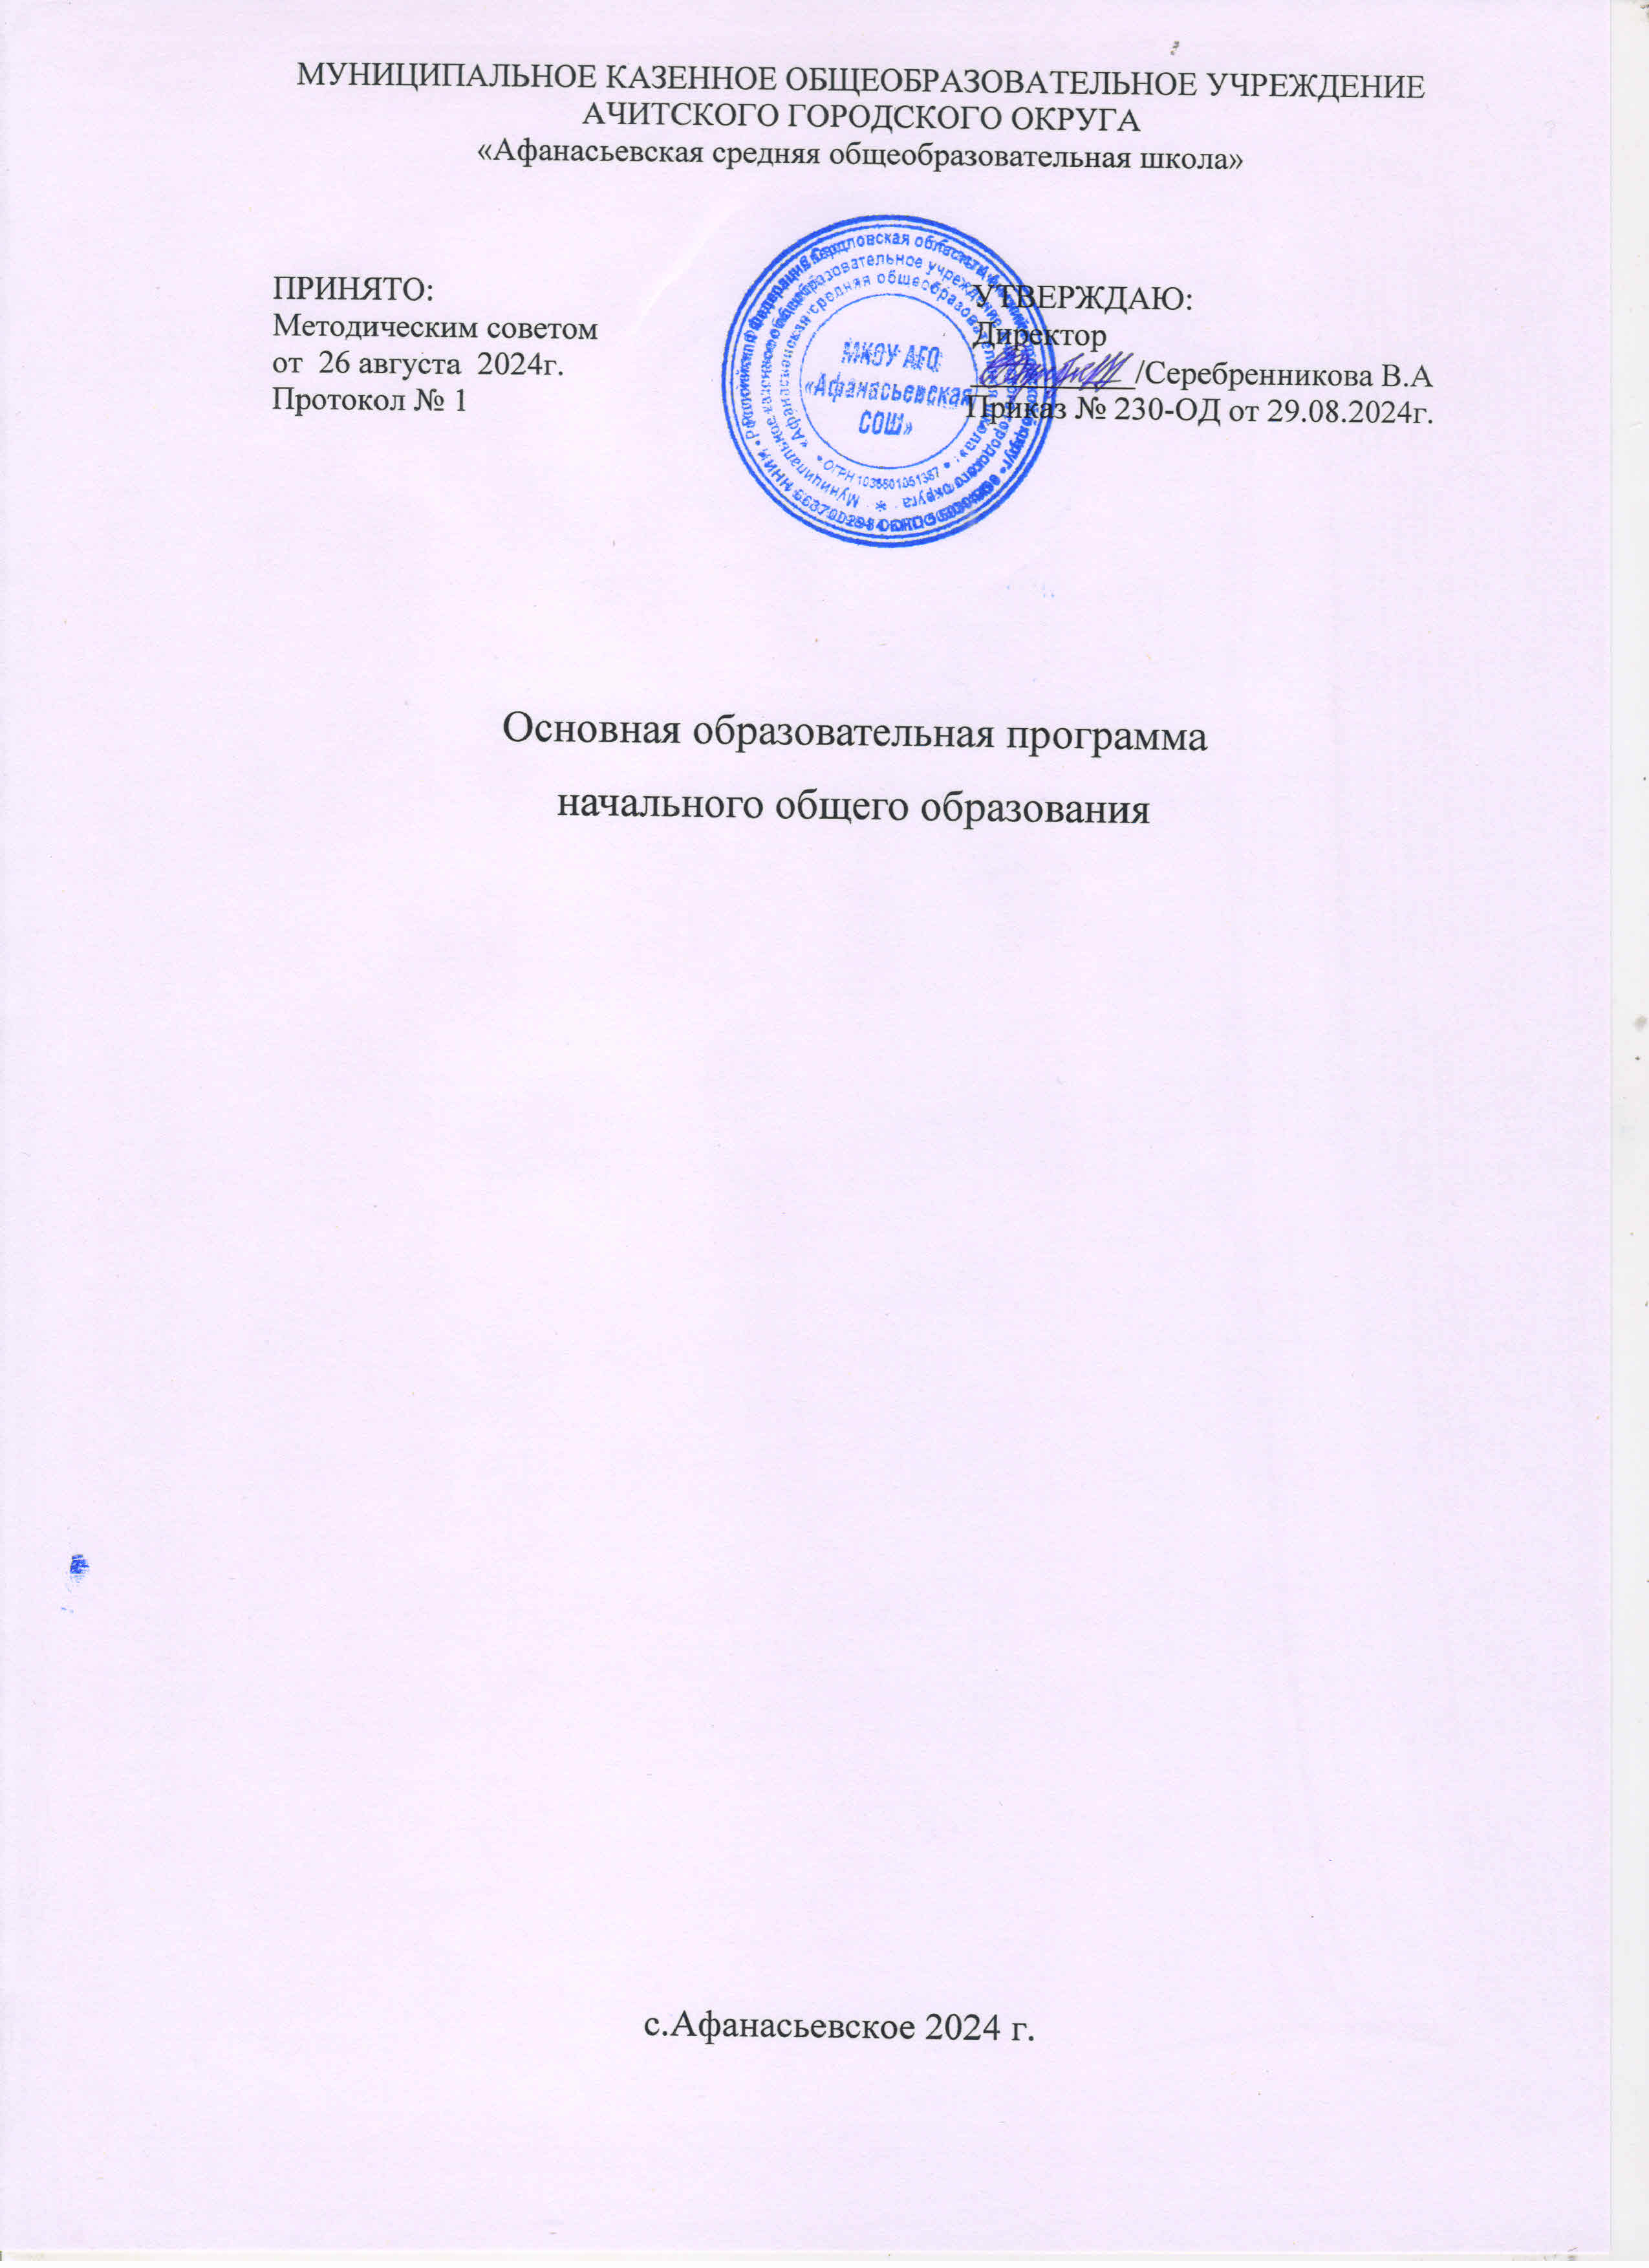 МУНИЦИПАЛЬНОЕ КАЗЕННОЕ ОБЩЕОБРАЗОВАТЕЛЬНОЕ УЧРЕЖДЕНИЕ
АЧИТСКОГО ГОРОДСКОГО ОКРУГА
«Афанасьевская средняя общеобразовательная школа»
ПРИНЯТО:
Методическим советом
от 26 августа 2024г.
Протокол № 1
УТВЕРЖДАЮ:
Директор
/Серебренникова В.А
Приказ № 230-ОД от 29.08.2024г.
МКОУ АГО
«Афанасьевская
СОШ»
Основная образовательная программа
начального общего образования
с.Афанасьевское 2024 г.